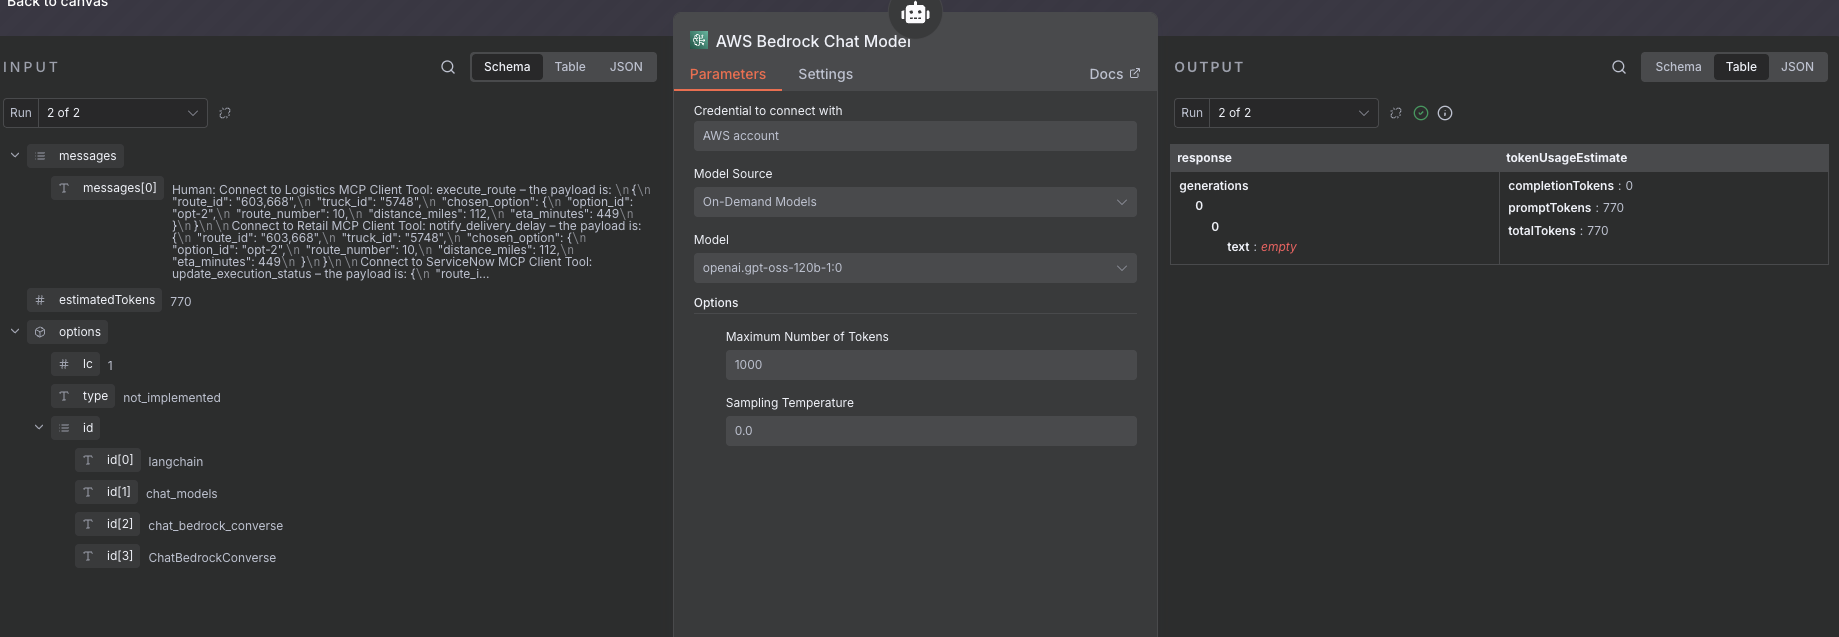 Back to canvas
INPUT
Schema
Table
JSON
Run
2 of 2
messages
messages[0]
Human: Connect to Logistics MCP Client Tool: execute_route – the payload is: \n{\n
"route_id": "603,668",\n "truck_id": "5748",\n "chosen_option": {\n "option_id":
"opt-2",\n "route_number": 10,\n "distance_miles": 112,\n "eta_minutes": 449\n
}\n}\n\nConnect to Retail MCP Client Tool: notify_delivery_delay – the payload is:
{\n "route_id": "603,668",\n "truck_id": "5748",\n "chosen_option": {\n
"option_id": "opt-2",\n "route_number": 10,\n "distance_miles": 112,\n
"eta_minutes": 449\n }\n}\n\nConnect to ServiceNow MCP Client Tool:
update_execution_status – the payload is: {\n "route_i...
estimatedTokens
770
options
lc
1
type
not_implemented
id
id[0]
langchain
id[1]
chat_models
id[2]
chat_bedrock_converse
id[3]
ChatBedrockConverse
AWS Bedrock Chat Model
Parameters
Settings
Docs
Credential to connect with
AWS account
Model Source
On-Demand Models
Model
openai.gpt-oss-120b-1:0
Options
Maximum Number of Tokens
1000
Sampling Temperature
0.0
OUTPUT
Schema
Table
JSON
Run
2 of 2
response
tokenUsageEstimate
generations
0
0
text : empty
completionTokens : 0
promptTokens : 770
totalTokens : 770